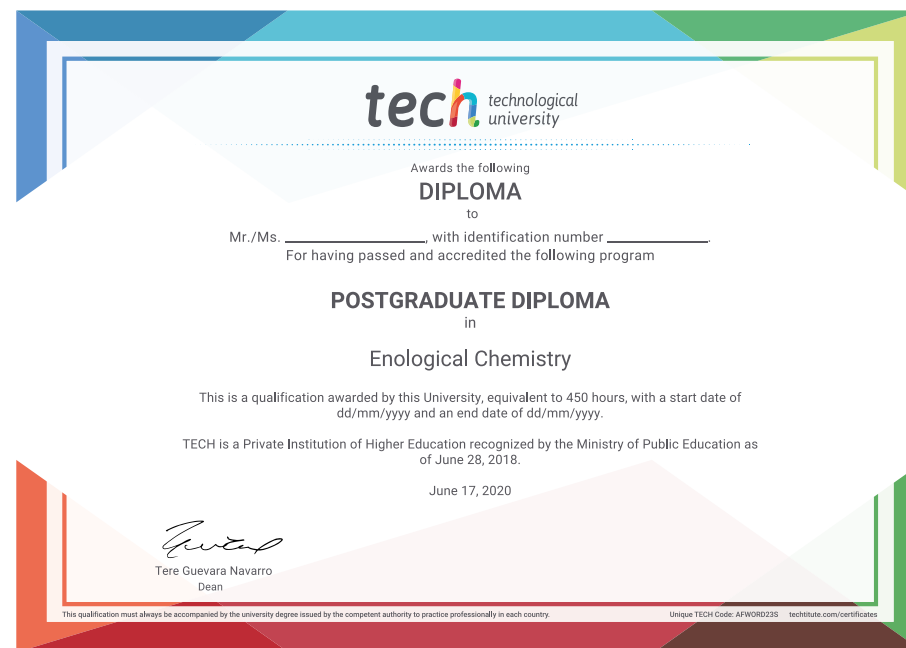 tech technological
university
Awards the following
DIPLOMA
to
Mr./Ms. ____________________, with identification number ______________.
For having passed and accredited the following program
POSTGRADUATE DIPLOMA
in
Enological Chemistry
This is a qualification awarded by this University, equivalent to 450 hours, with a start date of
dd/mm/yyyy and an end date of dd/mm/yyyy.
TECH is a Private Institution of Higher Education recognized by the Ministry of Public Education as
of June 28, 2018.
June 17, 2020
Tere Guevara Navarro
Dean
This qualification must always be accompanied by the university degree issued by the competent authority to practice professionally in each country. Unique TECH Code: AFWORD23S techtitute.com/certificates